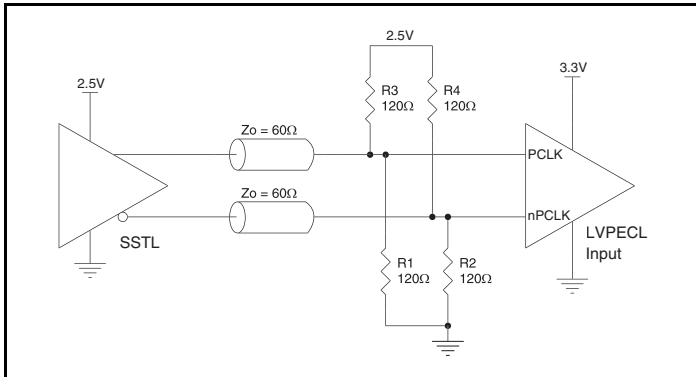 2.5V
3.3V
2.5V
R3
120Ω
R4
120Ω
Zo = 60Ω
PCLK
Zo = 60Ω
nPCLK
SSTL
LVPECL
Input
R1
120Ω
R2
120Ω